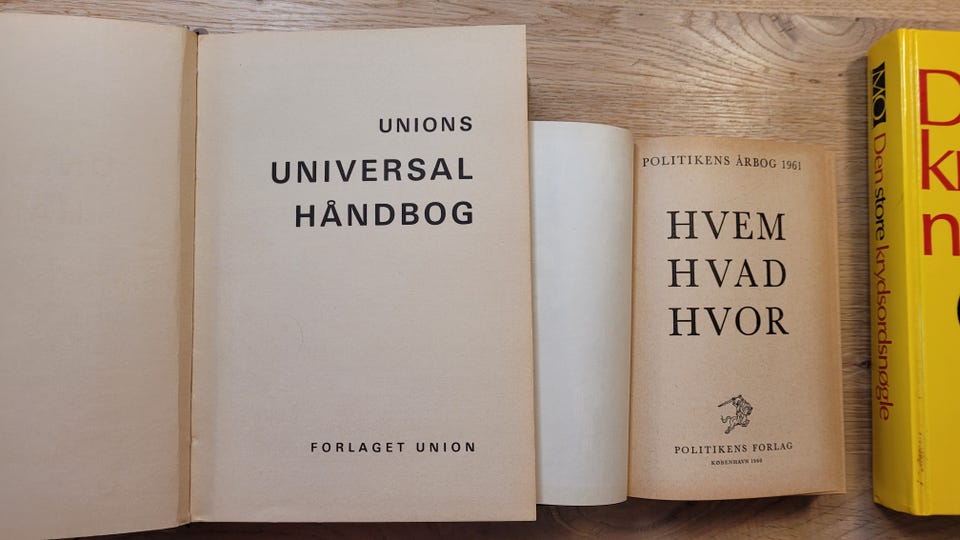 UNIONS
UNIVERSAL
HÅNDBOG
FORLAGET UNION
POLITIKENS ÅRBOG 1961
HVEM
HVAD
HVOR
POLITIKENS FORLAG
KØBENHAVN 1960
Den store krydsordsnøgle
D
k
n